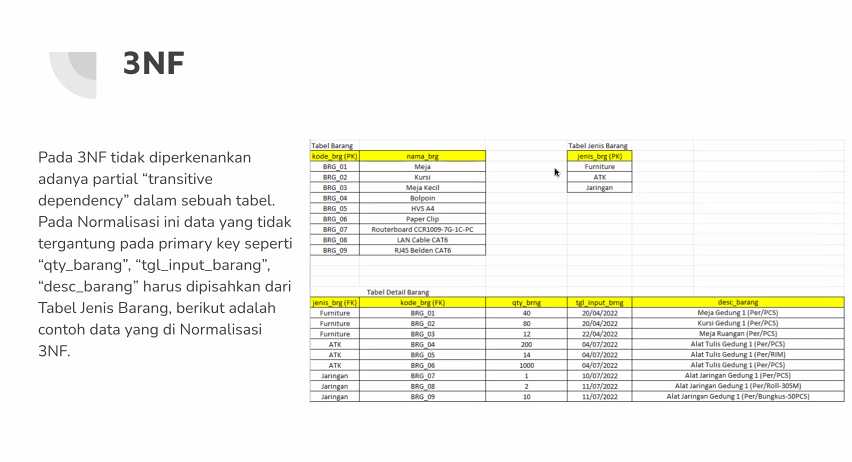 3NF
Pada 3NF tidak diperkenankan
adanya partial “transitive
dependency” dalam sebuah tabel.
Pada Normalisasi ini data yang tidak
tergantung pada primary key seperti
“qty_barang”, “tgl_input_barang”,
“desc_barang” harus dipisahkan dari
Tabel Jenis Barang, berikut adalah
contoh data yang di Normalisasi
3NF.
Tabel Barang
kode_brg (PK) nama_brg
BRG_01 Meja
BRG_02 Kursi
BRG_03 Meja Kecil
BRG_04 Bolpoin
BRG_05 HVS A4
BRG_06 Paper Clip
BRG_07 Routerboard CCR1009-7G-1C-PC
BRG_08 LAN Cable CAT6
BRG_09 RJ45 Belden CAT6
Tabel Jenis Barang
jenis_brg (PK)
Furniture
ATK
Jaringan
Tabel Detail Barang
jenis_brg (FK) kode_brg (FK) qty_brng tgl_input_brng desc_barang
Furniture BRG_01 40 20/04/2022 Meja Gedung 1 (Per/PCS)
Furniture BRG_02 80 20/04/2022 Kursi Gedung 1 (Per/PCS)
Furniture BRG_03 12 22/04/2022 Meja Ruangan (Per/PCS)
ATK BRG_04 200 04/07/2022 Alat Tulis Gedung 1 (Per/PCS)
ATK BRG_05 14 04/07/2022 Alat Tulis Gedung 1 (Per/RIM)
ATK BRG_06 1000 04/07/2022 Alat Tulis Gedung 1 (Per/PCS)
Jaringan BRG_07 1 10/07/2022 Alat Jaringan Gedung 1 (Per/PCS)
Jaringan BRG_08 2 11/07/2022 Alat Jaringan Gedung 1 (Per/Roll-305M)
Jaringan BRG_09 10 11/07/2022 Alat Jaringan Gedung 1 (Per/Bungkus-50PCS)